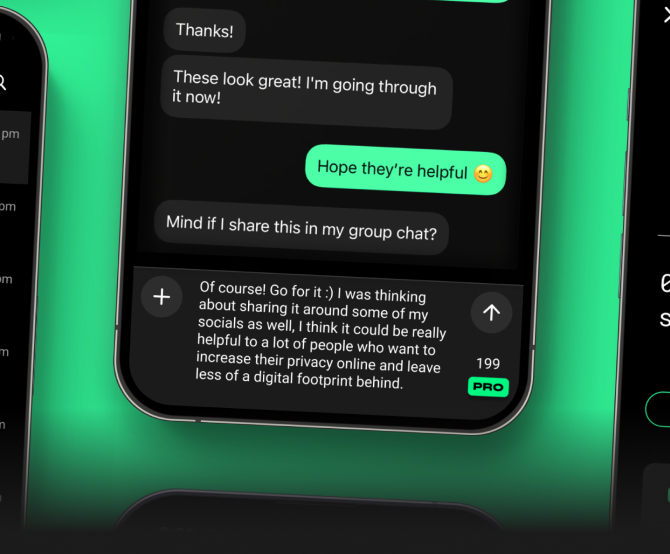 Thanks!
These look great! I'm going through
it now!
Hope they're helpful 😊
Mind if I share this in my group chat?
Of course! Go for it :) I was thinking
about sharing it around some of my
socials as well, I think it could be really
helpful to a lot of people who want to
increase their privacy online and leave
less of a digital footprint behind.
199
PRO
pm
pm